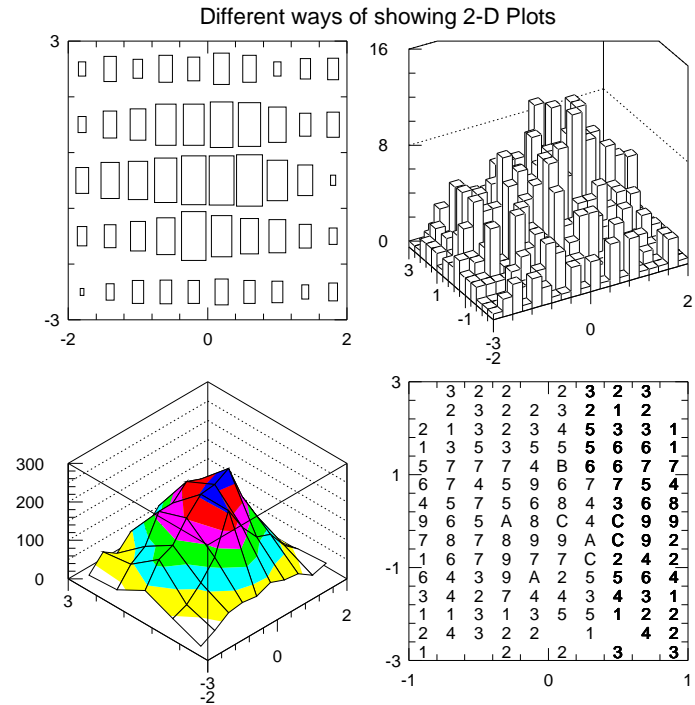 Different ways of showing 2-D Plots
3
-3
-2 0 2
16
8
0
3
1
-1
-3
-2
0
2
300
200
100
0
3
-3
-2
0
2
3
1
-1
-3
3 2 2 2 3 2 3
2 3 2 2 3 2 1 2
2 1 3 2 3 4 5 3 3 1
1 3 5 3 5 5 5 6 6 1
5 7 7 7 4 B 6 6 7 7
6 7 4 5 9 6 7 7 5 4
4 5 7 5 6 8 4 3 6 8
9 6 5 A 8 C 4 C 9 9
7 8 7 8 9 9 A C 9 2
1 6 7 9 7 7 C 2 4 2
6 4 3 9 A 2 5 5 6 4
3 4 2 7 4 4 3 4 3 1
1 1 3 1 3 5 5 1 2 2
2 4 3 2 2 1 4 2
1 2 2 3 3
-1 0 1